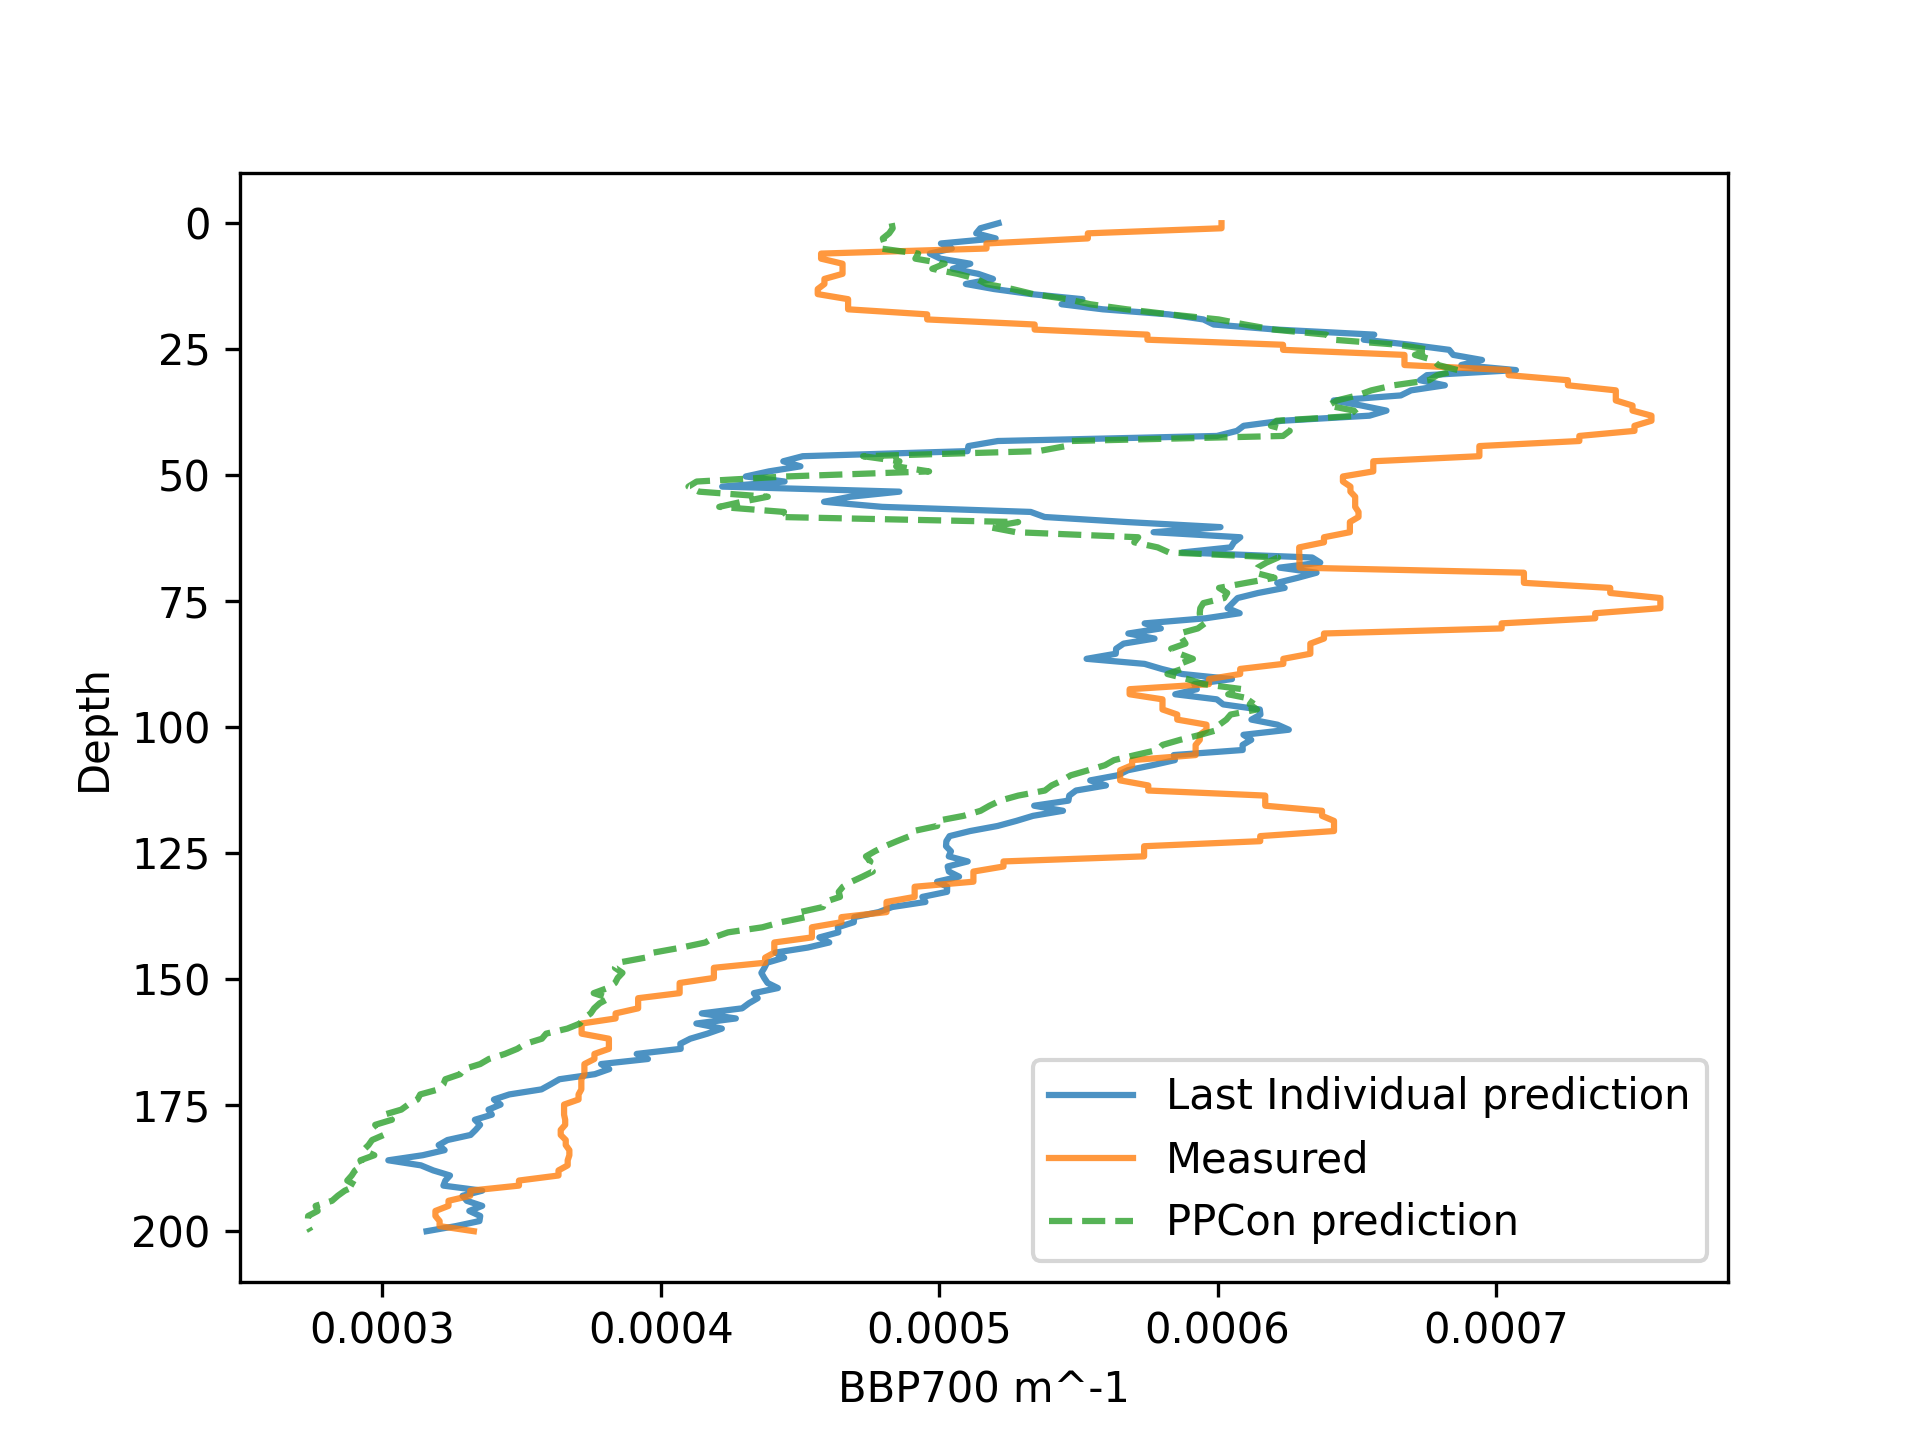 0
25
50
75
100
125
150
175
200
Depth
Last Individual prediction
Measured
PPCon prediction
0.0003 0.0004 0.0005 0.0006 0.0007
BBP700 m^-1